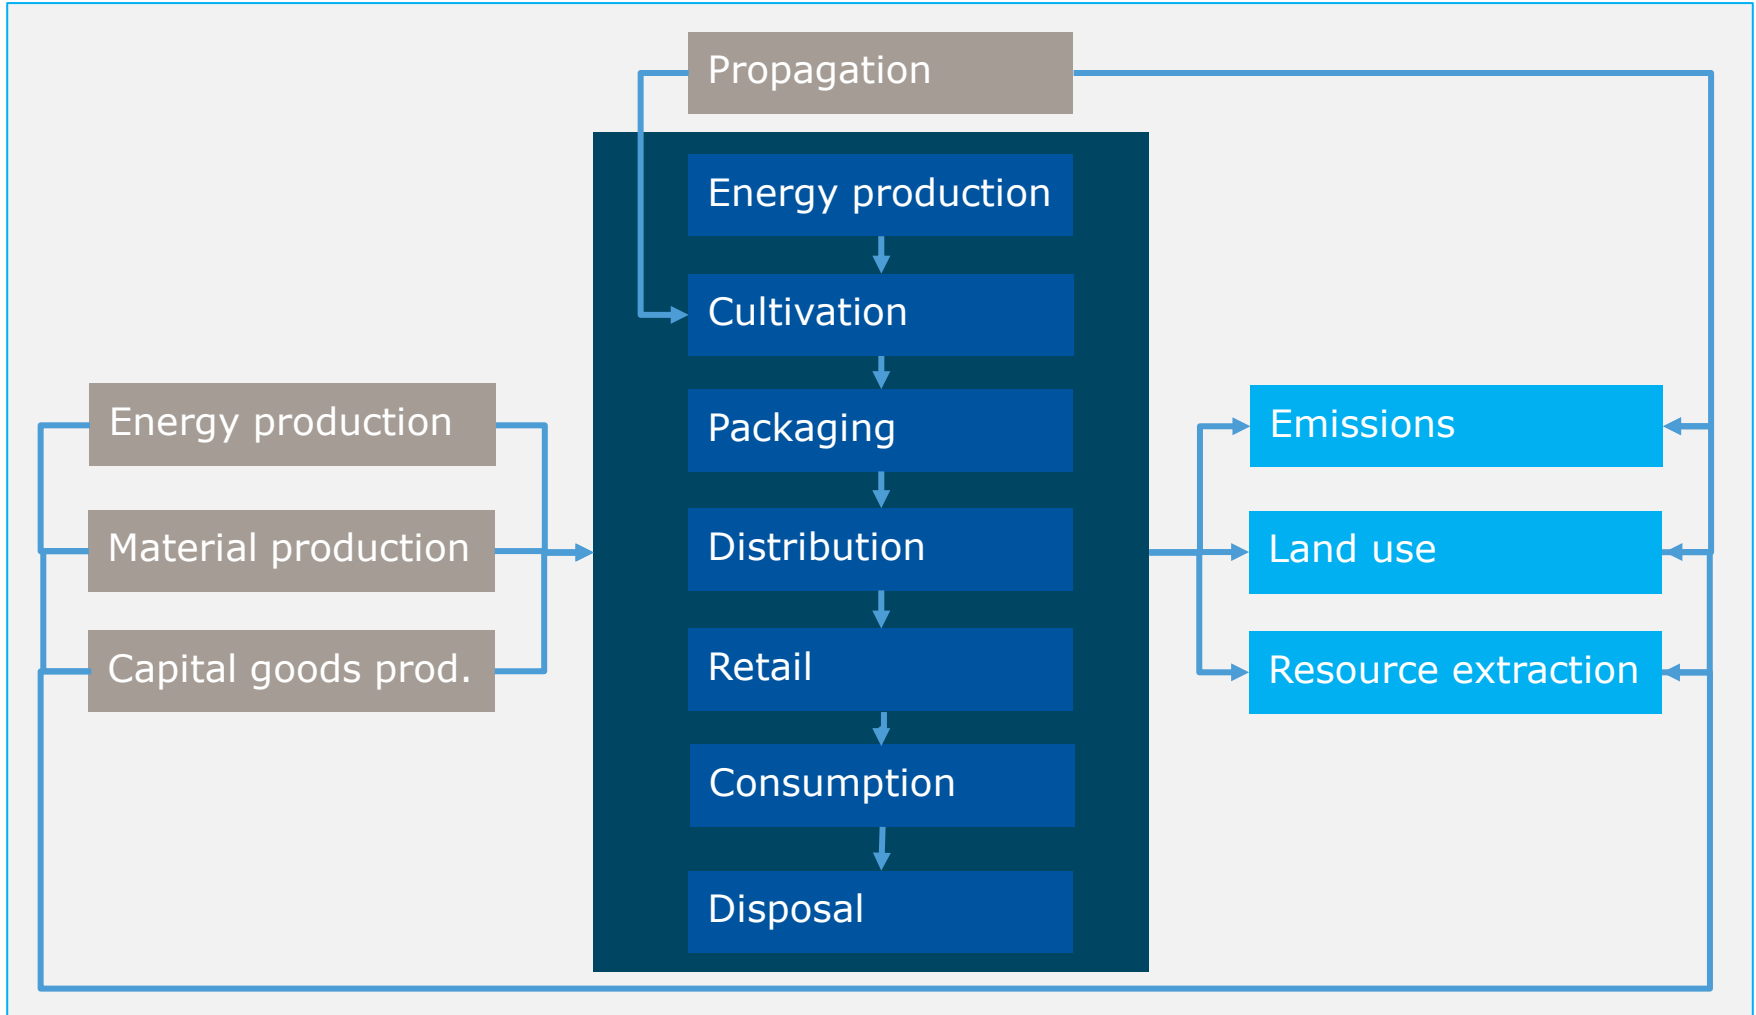 Propagation
Energy production
Cultivation
Packaging
Distribution
Retail
Consumption
Disposal
Energy production
Material production
Capital goods prod.
Emissions
Land use
Resource extraction